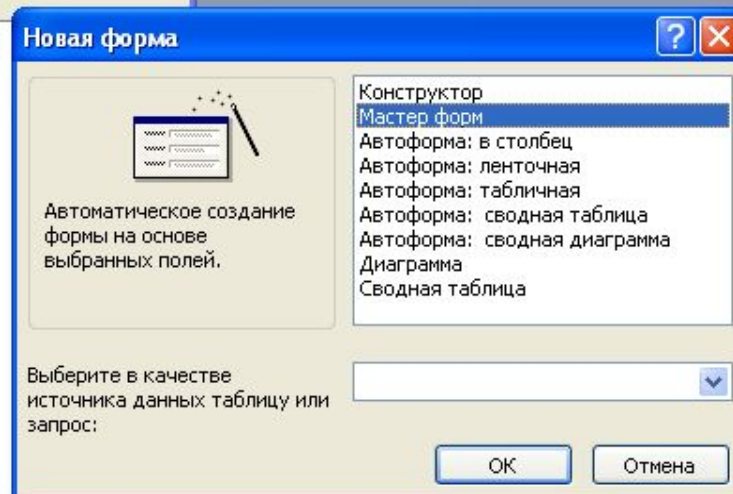 Новая форма
Конструктор
Мастер форм
Автоформа: в столбец
Автоформа: ленточная
Автоформа: табличная
Автоформа: сводная таблица
Автоформа: сводная диаграмма
Диаграмма
Сводная таблица
Автоматическое создание
формы на основе
выбранных полей.
Выберите в качестве
источника данных таблицу или
запрос:
ОК
Отмена